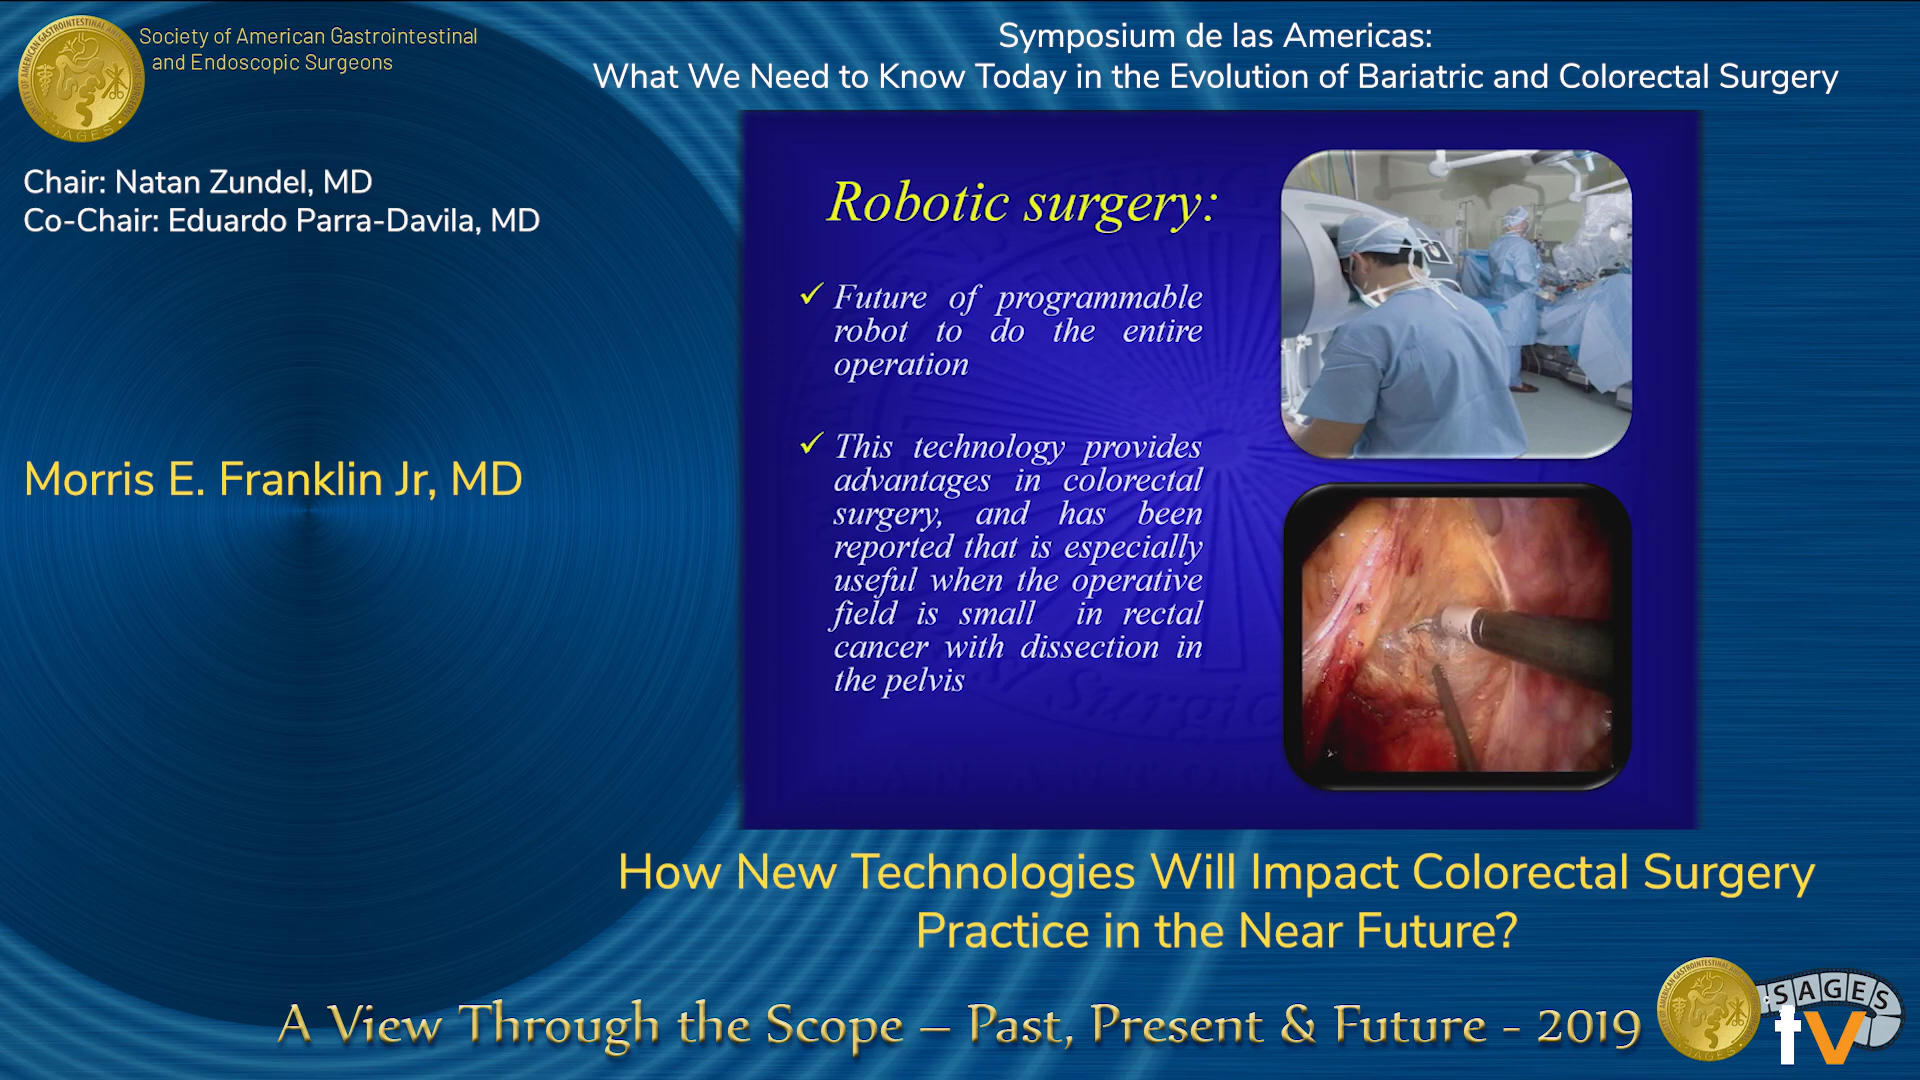 Society of American Gastrointestinal
and Endoscopic Surgeons
Symposium de las Americas:
What We Need to Know Today in the Evolution of Bariatric and Colorectal Surgery
Chair: Natan Zundel, MD
Co-Chair: Eduardo Parra-Davila, MD
Morris E. Franklin Jr, MD
Robotic surgery:
✓ Future of programmable
robot to do the entire
operation
✓ This technology provides
advantages in colorectal
surgery, and has been
reported that is especially
useful when the operative
field is small in rectal
cancer with dissection in
the pelvis
How New Technologies Will Impact Colorectal Surgery
Practice in the Near Future?
A View Through the Scope – Past, Present & Future - 2019
SAGES
tv